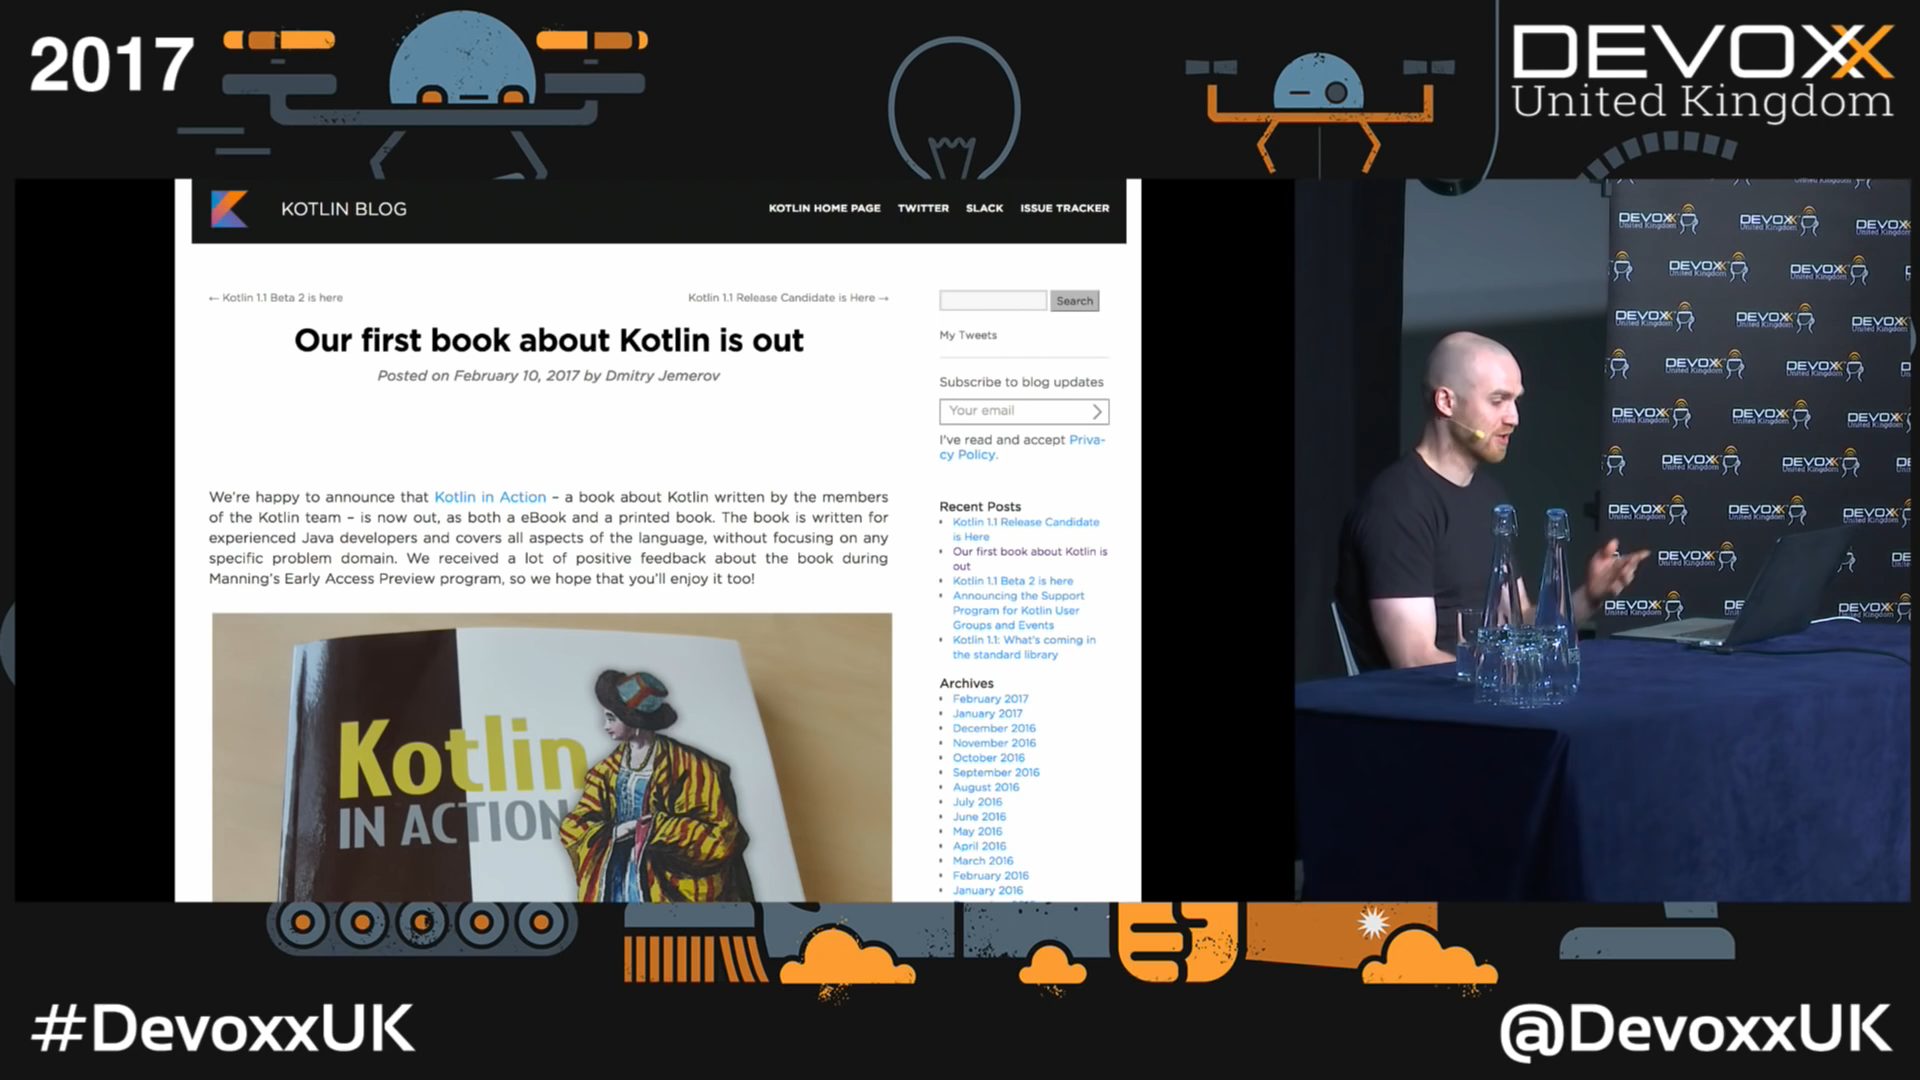 2017
DEVOXX
United Kingdom
KOTLIN BLOG
KOTLIN HOME PAGE TWITTER SLACK ISSUE TRACKER
← Kotlin 1.1 Beta 2 is here
Kotlin 1.1 Release Candidate is Here →
Our first book about Kotlin is out
Posted on February 10, 2017 by Dmitry Jemerov
We're happy to announce that Kotlin in Action – a book about Kotlin written by the members
of the Kotlin team – is now out, as both a eBook and a printed book. The book is written for
experienced Java developers and covers all aspects of the language, without focusing on any
specific problem domain. We received a lot of positive feedback about the book during
Manning's Early Access Preview program, so we hope that you'll enjoy it too!
Kotlin
IN ACTION
Search
My Tweets
Subscribe to blog updates
Your email
I've read and accept Priva-
cy Policy.
Recent Posts
Kotlin 1.1 Release Candidate
is Here
Our first book about Kotlin is
out
Kotlin 1.1 Beta 2 is here
Announcing the Support
Program for Kotlin User
Groups and Events
Kotlin 1.1: What's coming in
the standard library
Archives
February 2017
January 2017
December 2016
November 2016
October 2016
September 2016
August 2016
July 2016
June 2016
May 2016
April 2016
March 2016
February 2016
January 2016
DEVOXX
United Kingdom
#DevoxxUK
@DevoxxUK